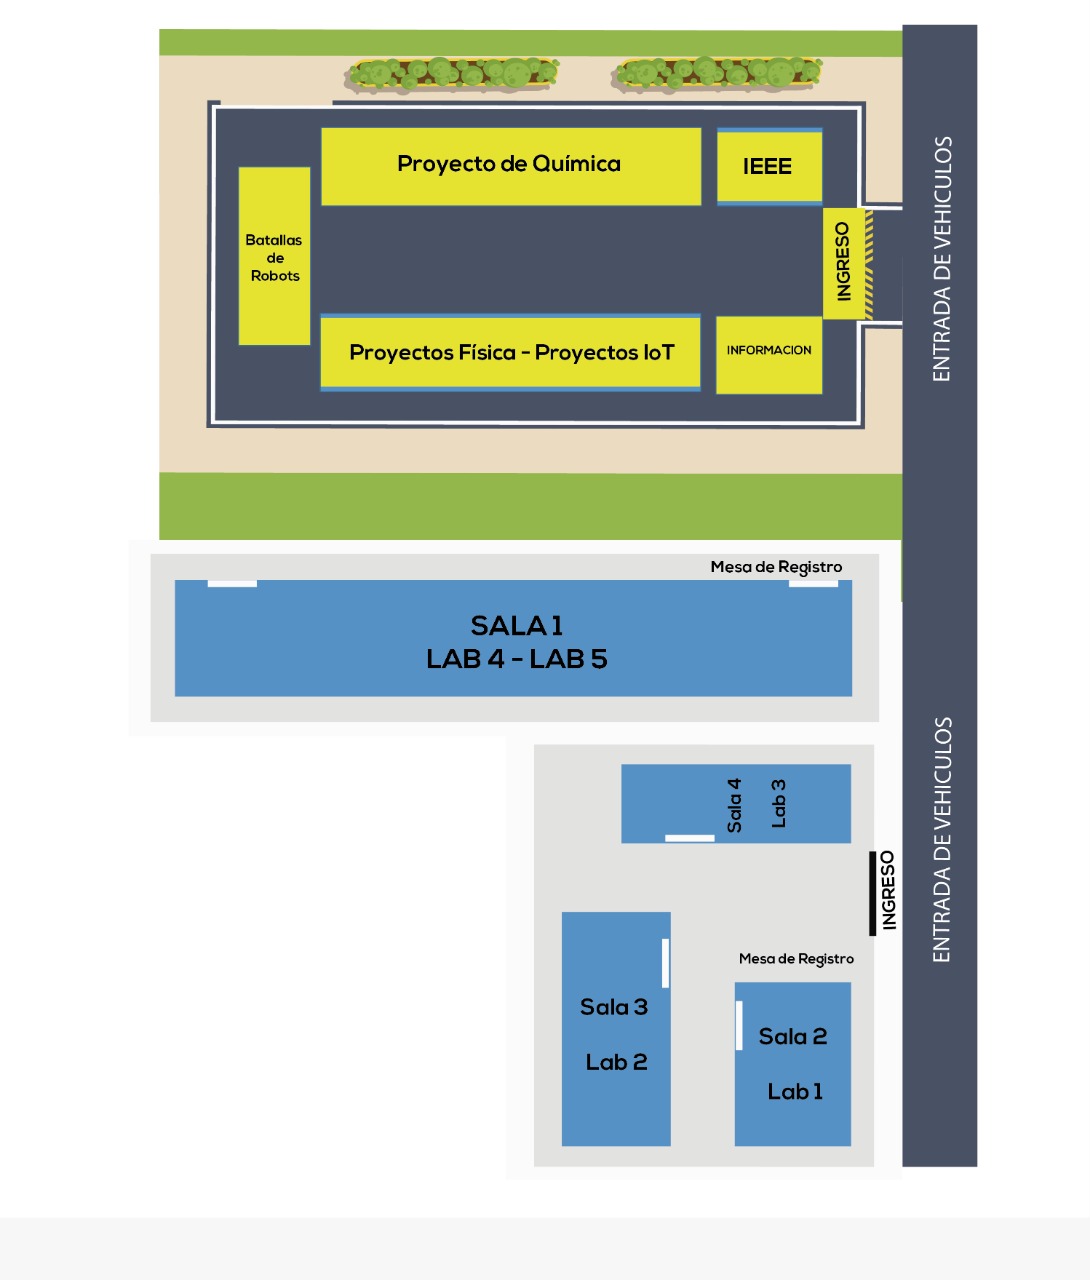 Proyecto de Química
IEEE
ENTRADA DE VEHICULOS
Batallas
de
Robots
INGRESO
Proyectos Física - Proyectos IoT
INFORMACION
Mesa de Registro
SALA 1
LAB 4 - LAB 5
Sala 4
Lab 3
INGRESO
ENTRADA DE VEHICULOS
Mesa de Registro
Sala 3
Lab 2
Sala 2
Lab 1